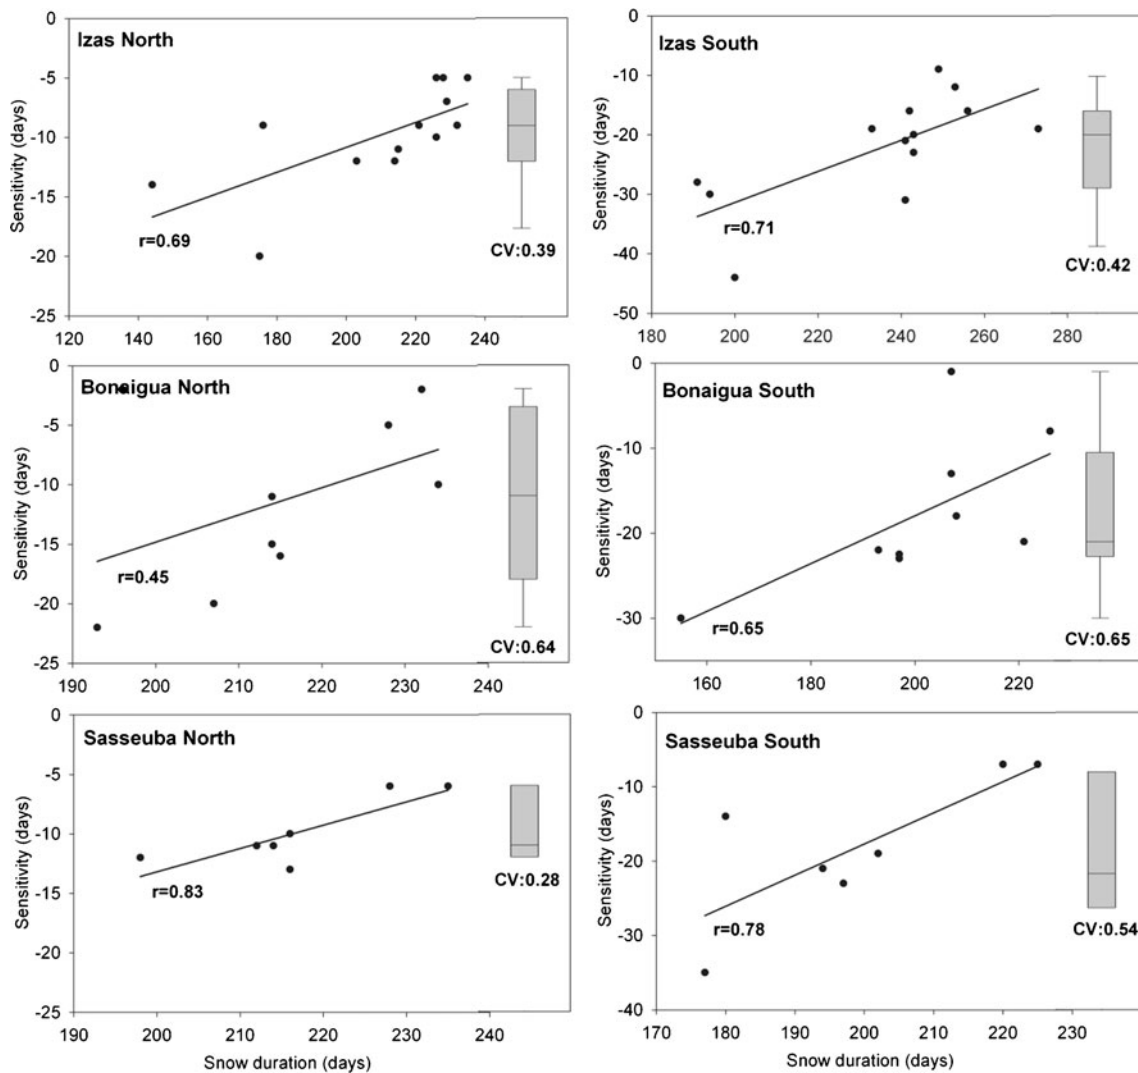 Izas North
Sensitivity (days)
0
-5
-10
-15
-20
-25
r=0.69
CV:0.39
120 140 160 180 200 220 240
Izas South
Sensitivity (days)
0
-10
-20
-30
-40
-50
r=0.71
CV:0.42
180 200 220 240 260 280
Bonaigua North
Sensitivity (days)
0
-5
-10
-15
-20
-25
r=0.45
CV:0.64
190 200 210 220 230 240
Bonaigua South
Sensitivity (days)
0
-10
-20
-30
r=0.65
CV:0.65
160 180 200 220
Sasseuba North
Sensitivity (days)
0
-5
-10
-15
-20
-25
r=0.83
CV:0.28
190 200 210 220 230 240
Snow duration (days)
Sasseuba South
Sensitivity (days)
0
-10
-20
-30
-40
r=0.78
CV:0.54
170 180 190 200 210 220 230
Snow duration (days)